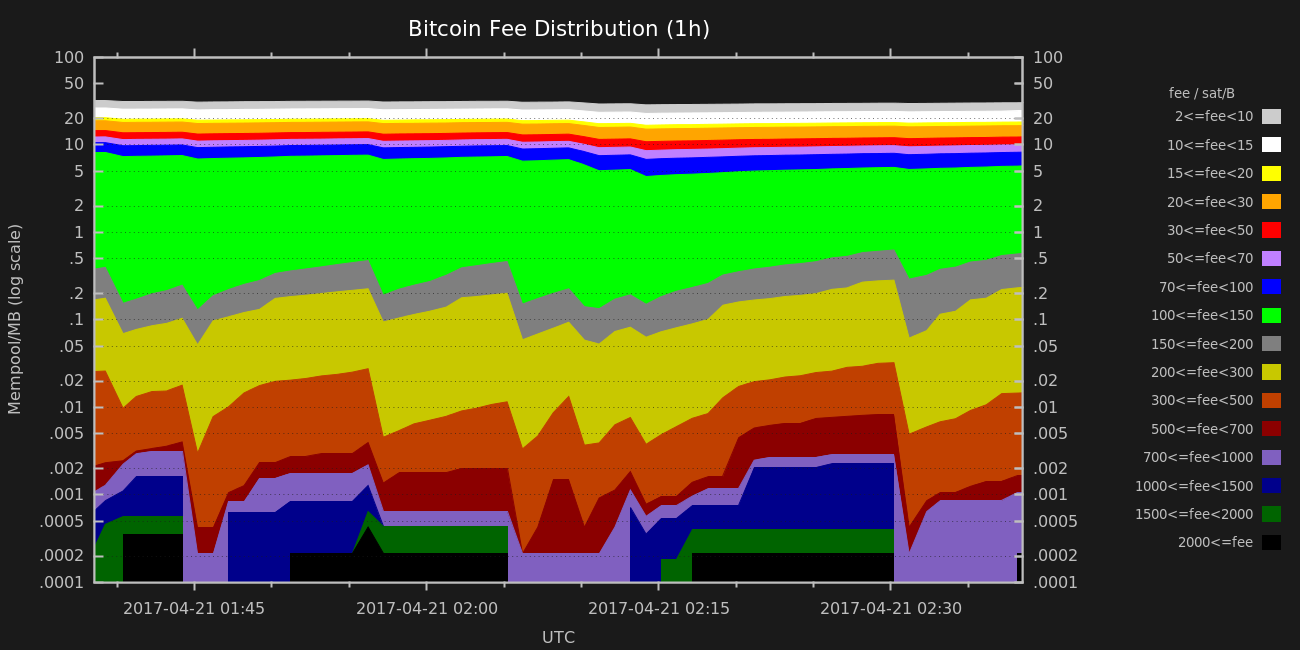 Bitcoin Fee Distribution (1h)
100
50
20
10
5
2
1
.5
.2
.1
.05
.02
.01
.005
.002
.001
.0005
.0002
.0001
Mempool/MB (log scale)
100
50
20
10
5
2
1
.5
.2
.1
.05
.02
.01
.005
.002
.001
.0005
.0002
.0001
2017-04-21 01:45
2017-04-21 02:00
2017-04-21 02:15
2017-04-21 02:30
UTC
fee / sat/B
2<=fee<10
10<=fee<15
15<=fee<20
20<=fee<30
30<=fee<50
50<=fee<70
70<=fee<100
100<=fee<150
150<=fee<200
200<=fee<300
300<=fee<500
500<=fee<700
700<=fee<1000
1000<=fee<1500
1500<=fee<2000
2000<=fee